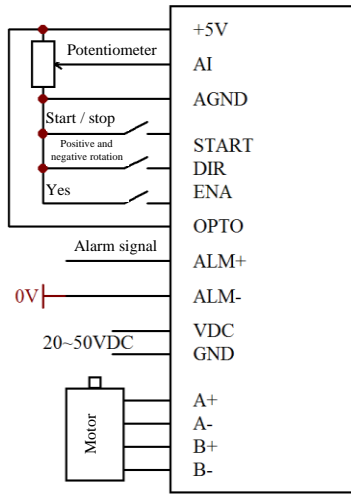 +5V
Potentiometer
AI
AGND
Start / stop
START
Positive and
negative rotation
DIR
Yes
ENA
OPTO
Alarm signal
ALM+
0V
ALM-
VDC
20~50VDC
GND
Motor
A+
A-
B+
B-